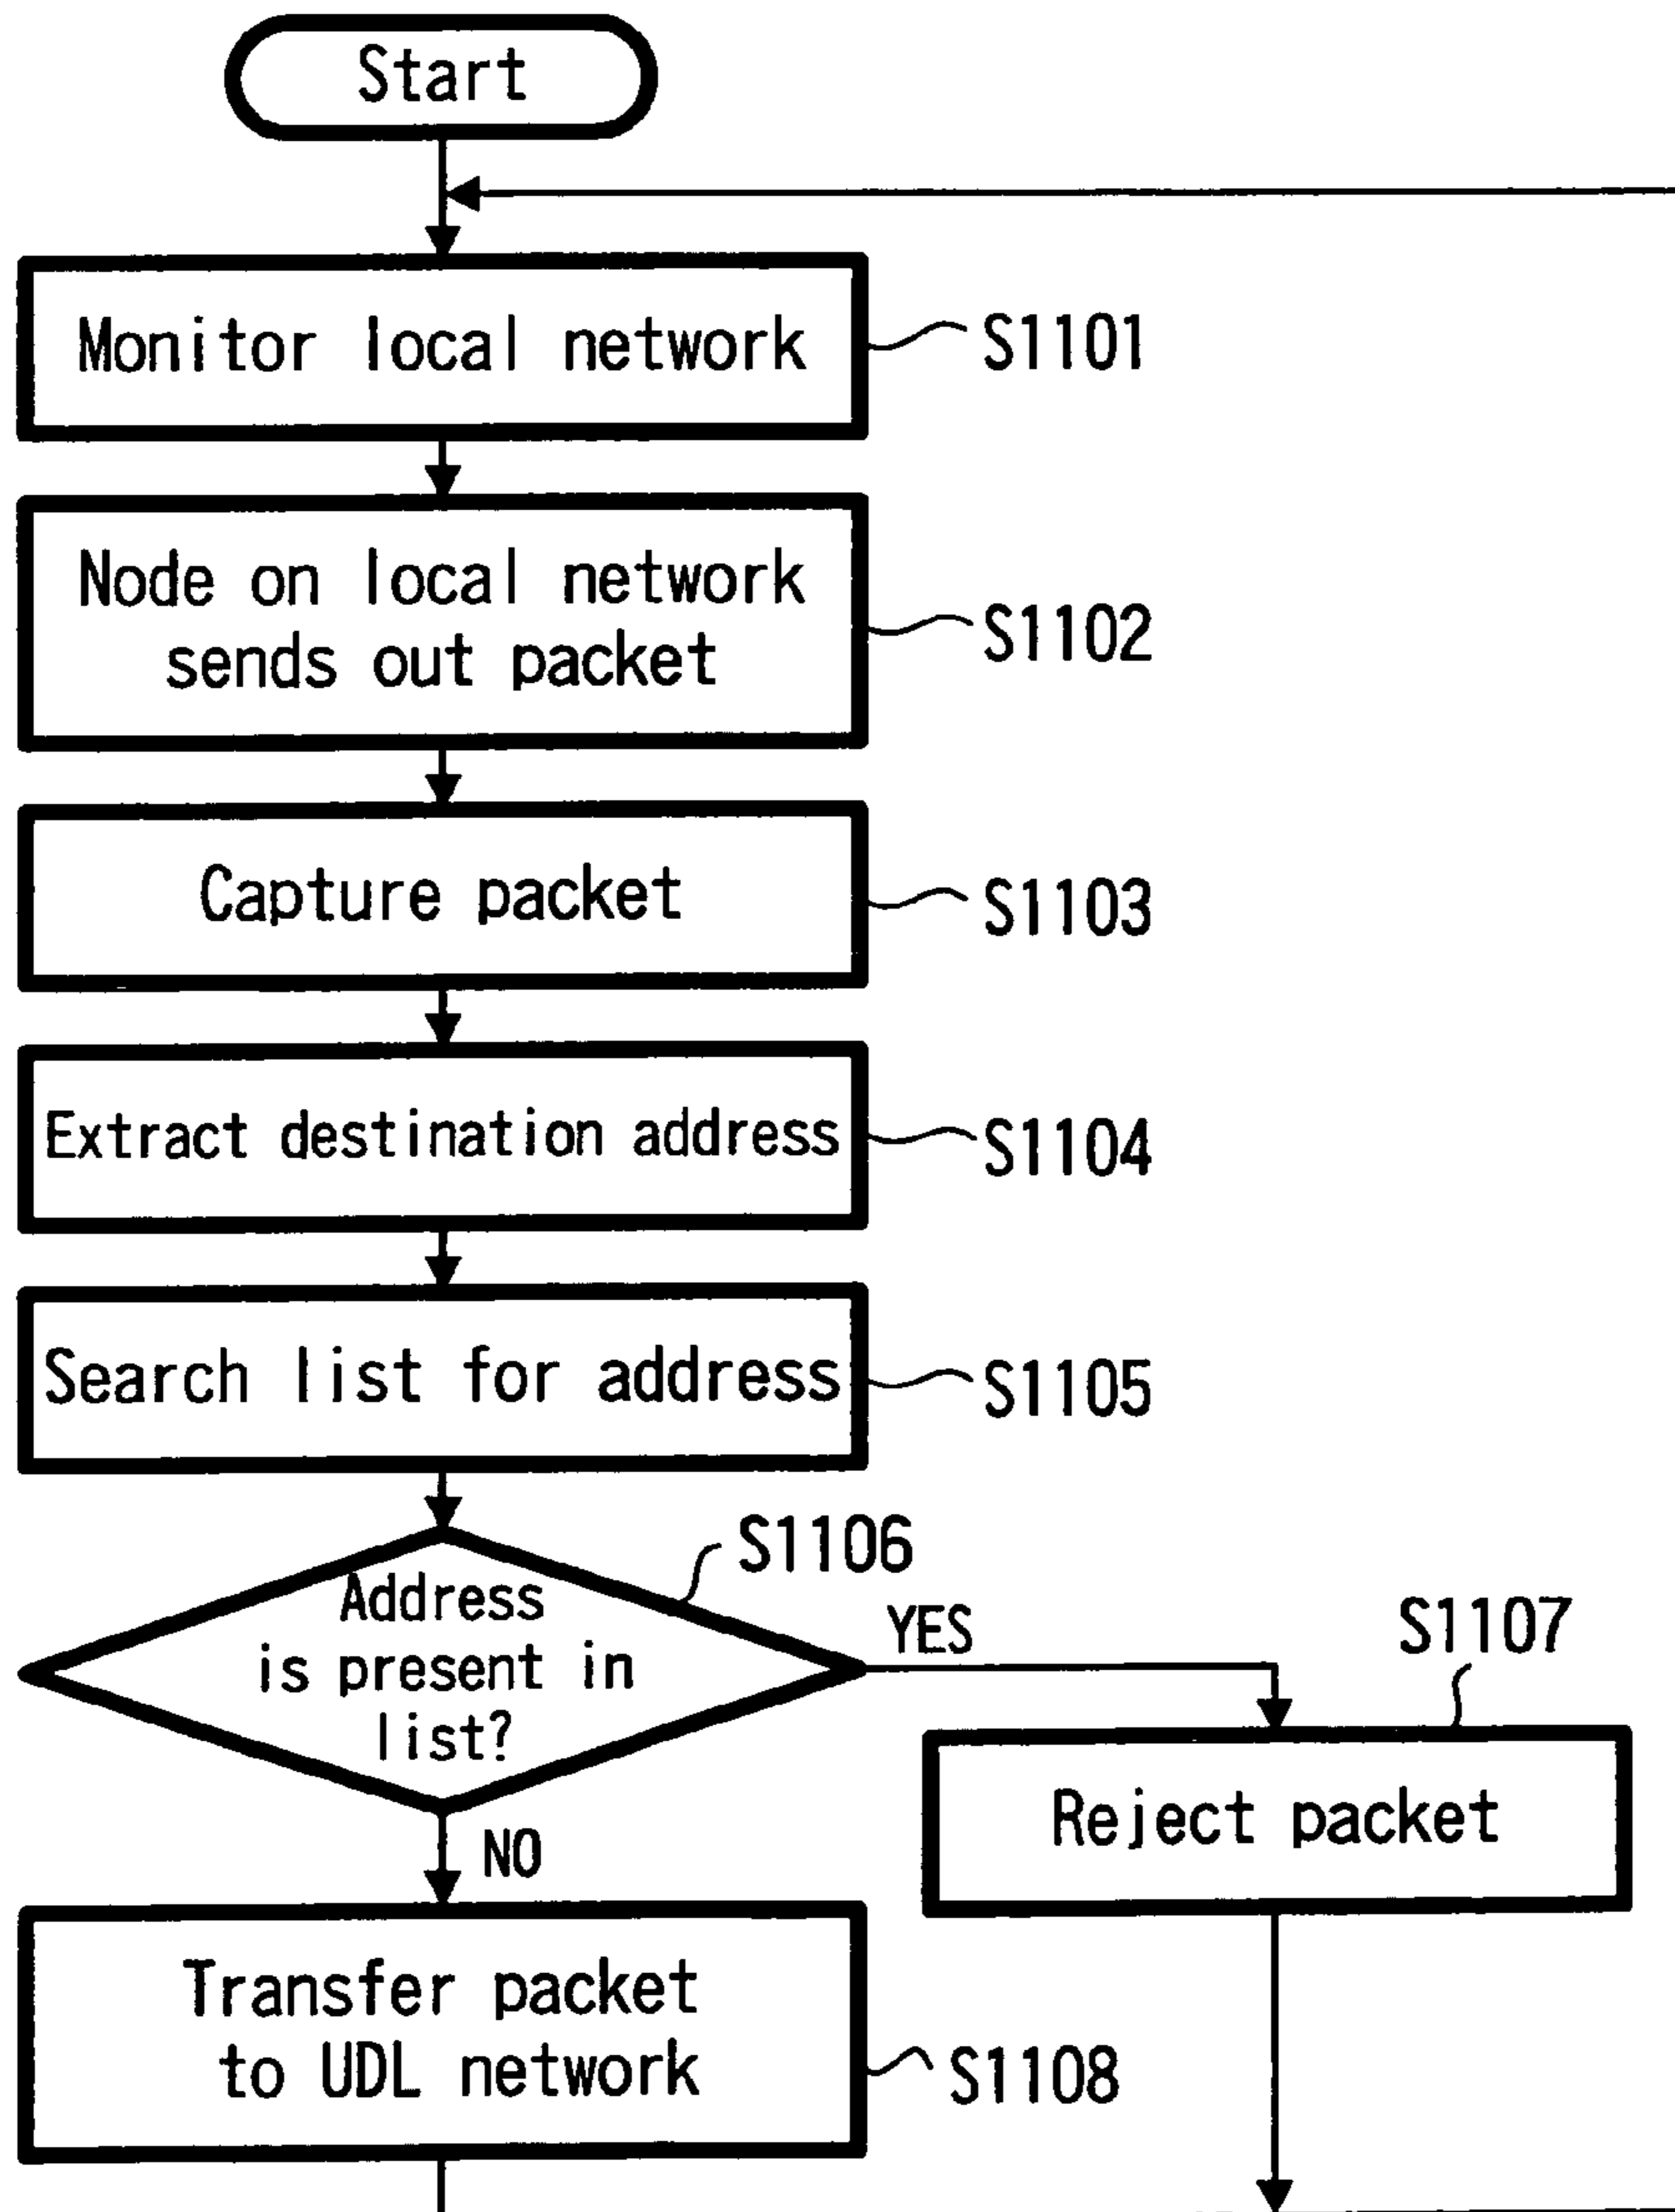 Start
Monitor local network
S1101
Node on local network
sends out packet
S1102
Capture packet
S1103
Extract destination address
S1104
Search list for address
S1105
S1106
Address
is present in
list?
YES
S1107
Reject packet
NO
Transfer packet
to UDL network
S1108